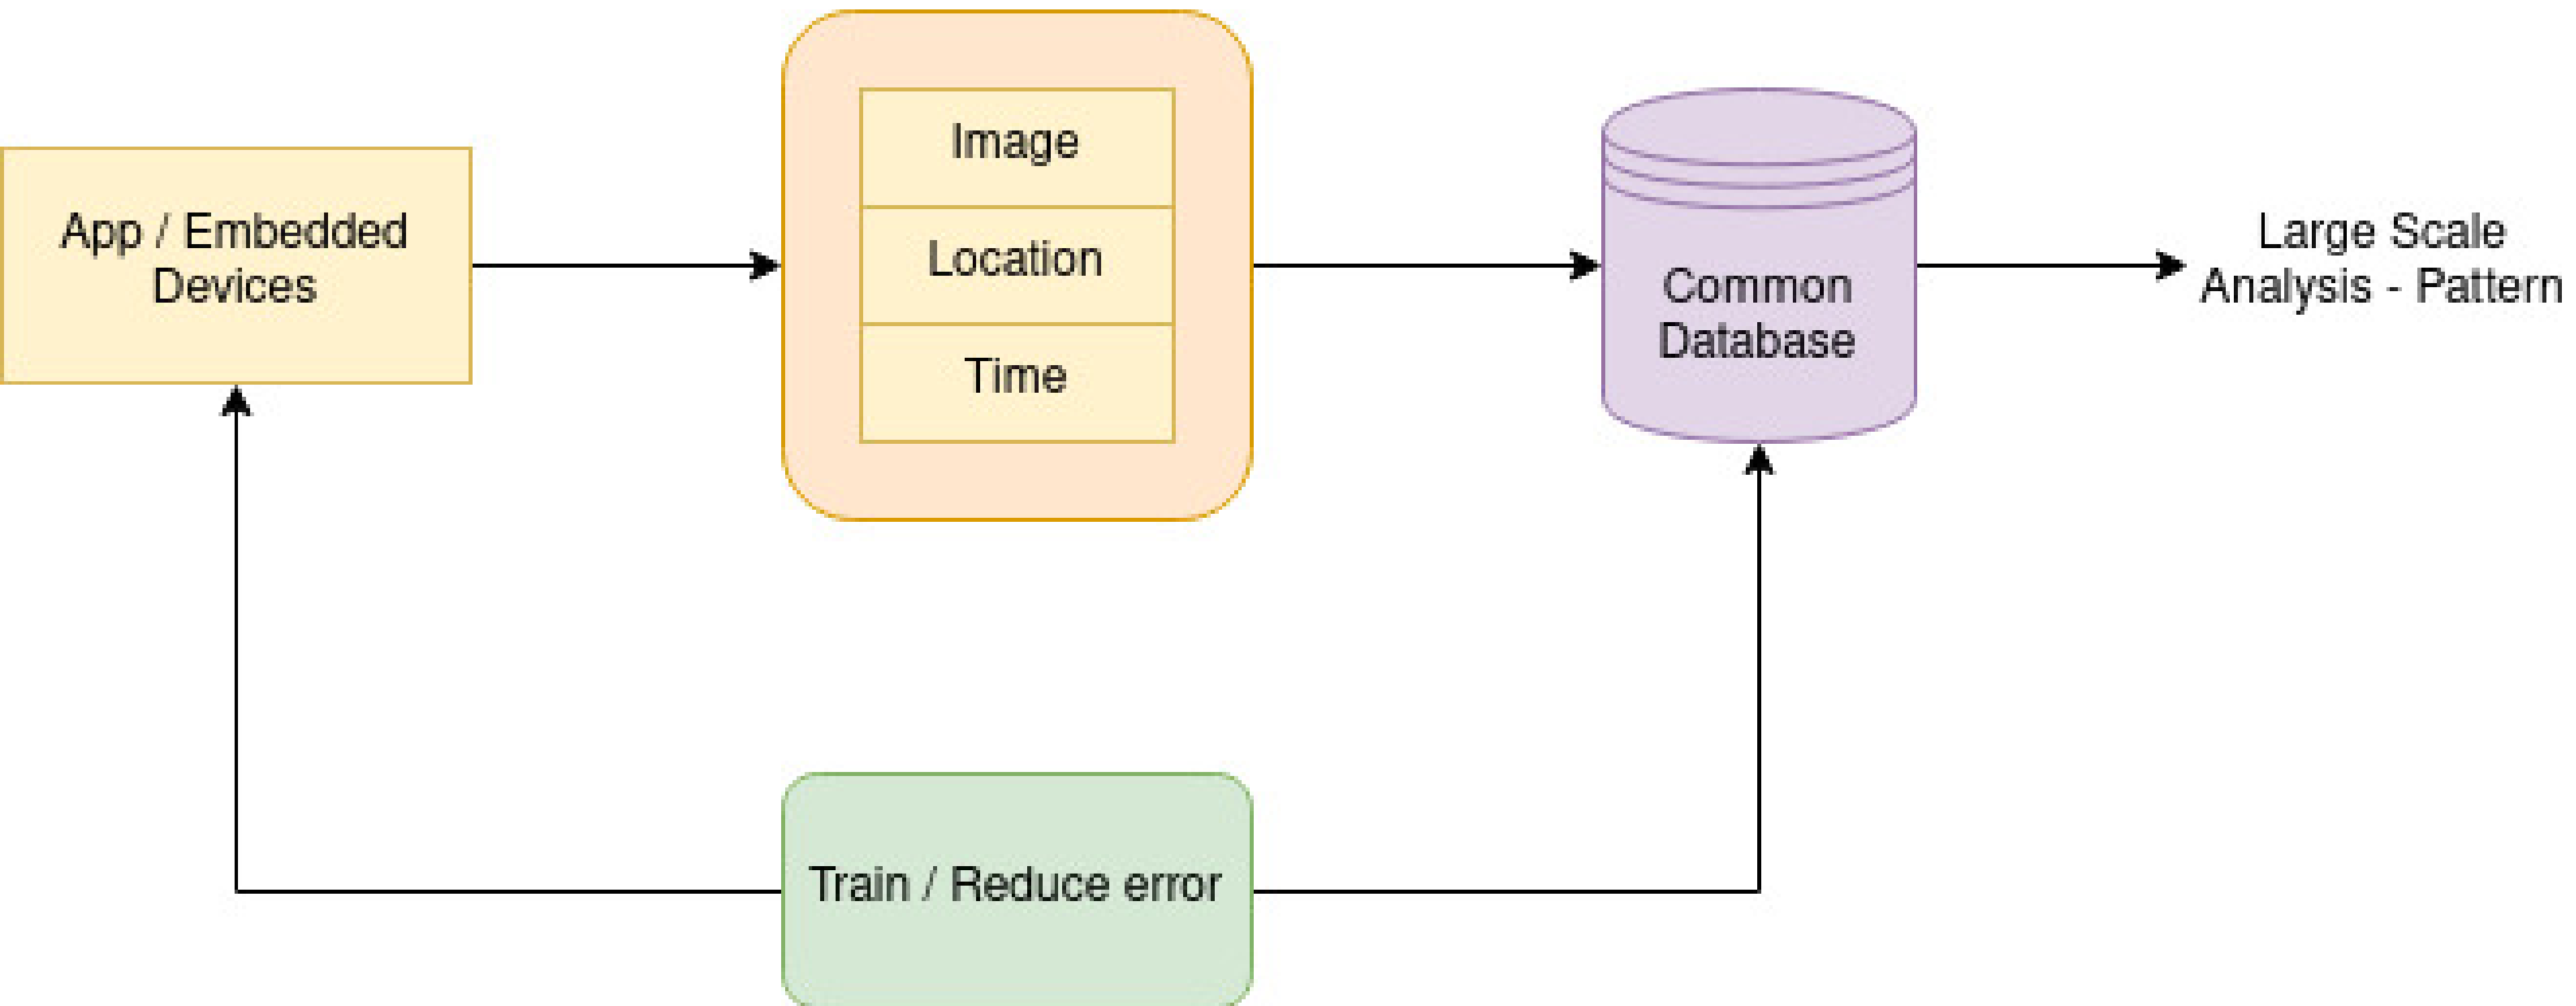 App / Embedded
Devices
Image
Location
Time
Common
Database
Large Scale
Analysis - Pattern
Train / Reduce error